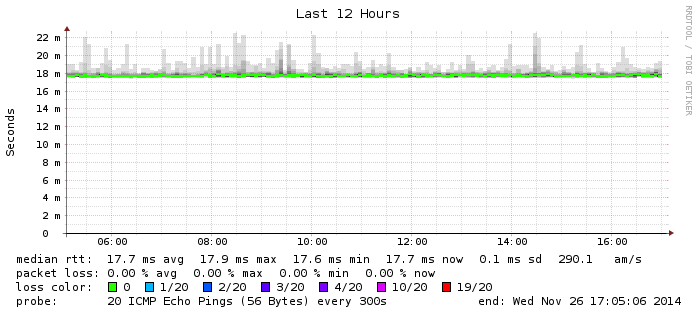 Last 12 Hours
RRDTOOL / TOBI OETIKER
Seconds
22 m
20 m
18 m
16 m
14 m
12 m
10 m
8 m
6 m
4 m
2 m
0
06:00 08:00 10:00 12:00 14:00 16:00
median rtt: 17.7 ms avg 17.9 ms max 17.6 ms min 17.7 ms now 0.1 ms sd 290.1 am/s
packet loss: 0.00 % avg 0.00 % max 0.00 % min 0.00 % now
loss color: 0 1/20 2/20 3/20 4/20 10/20 19/20
probe: 20 ICMP Echo Pings (56 Bytes) every 300s end: Wed Nov 26 17:05:06 2014